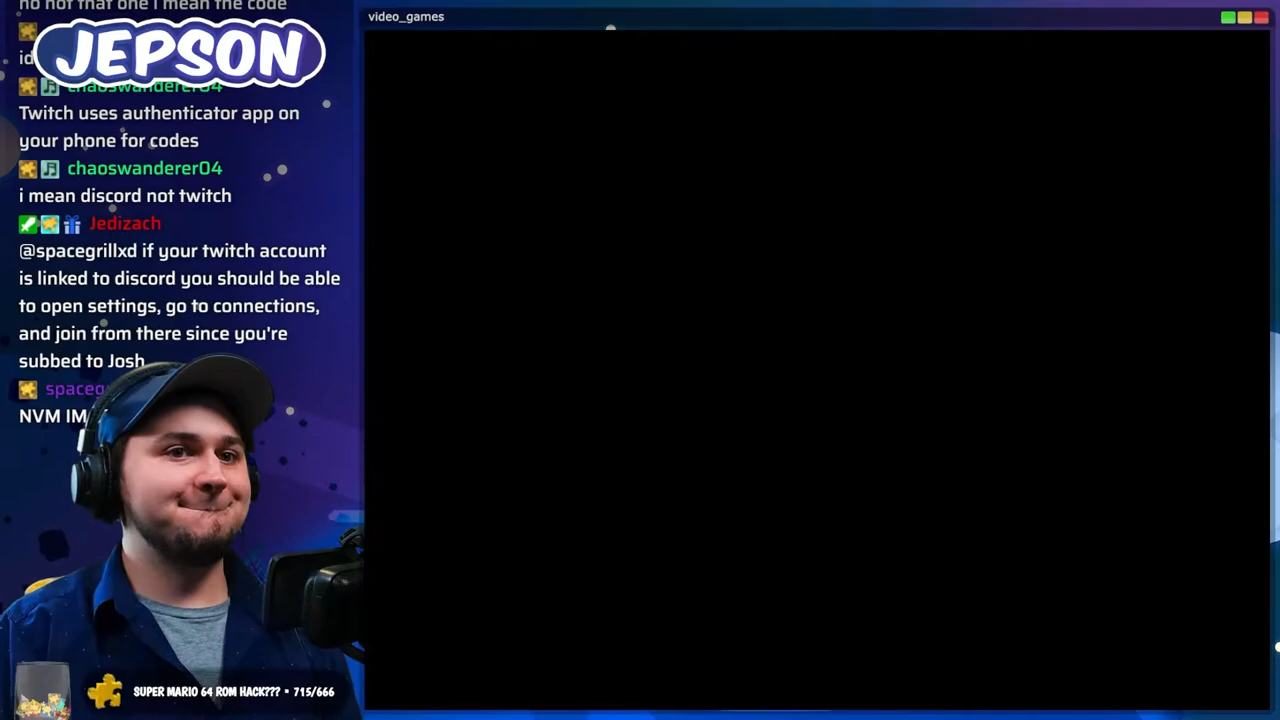 no not that one i mean the code
JEPSON
id
chaoswanderer04
Twitch uses authenticator app on
your phone for codes
chaoswanderer04
i mean discord not twitch
Jedizach
@spacegrillxd if your twitch account
is linked to discord you should be able
to open settings, go to connections,
and join from there since you're
subbed to Josh
NVM IM
SUPER MARIO 64 ROM HACK??? • 715/666
video_games